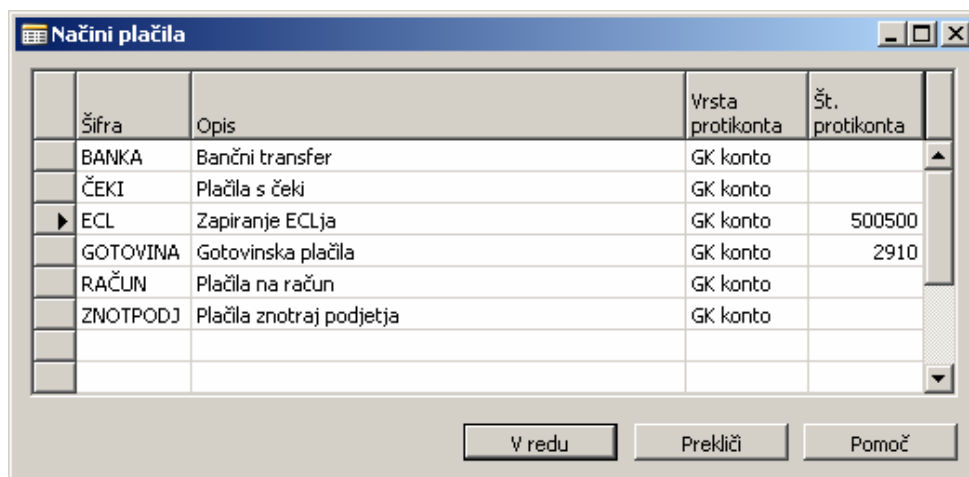 Načini plačila
Šifra Opis Vrsta protikonta Št. protikonta
BANKA Bančni transfer GK konto
ČEKI Plačila s čeki GK konto
ECL Zapiranje ECLja GK konto 500500
GOTOVINA Gotovinska plačila GK konto 2910
RAČUN Plačila na račun GK konto
ZNOTPODJ Plačila znotraj podjetja GK konto
V redu Prekliči Pomoč